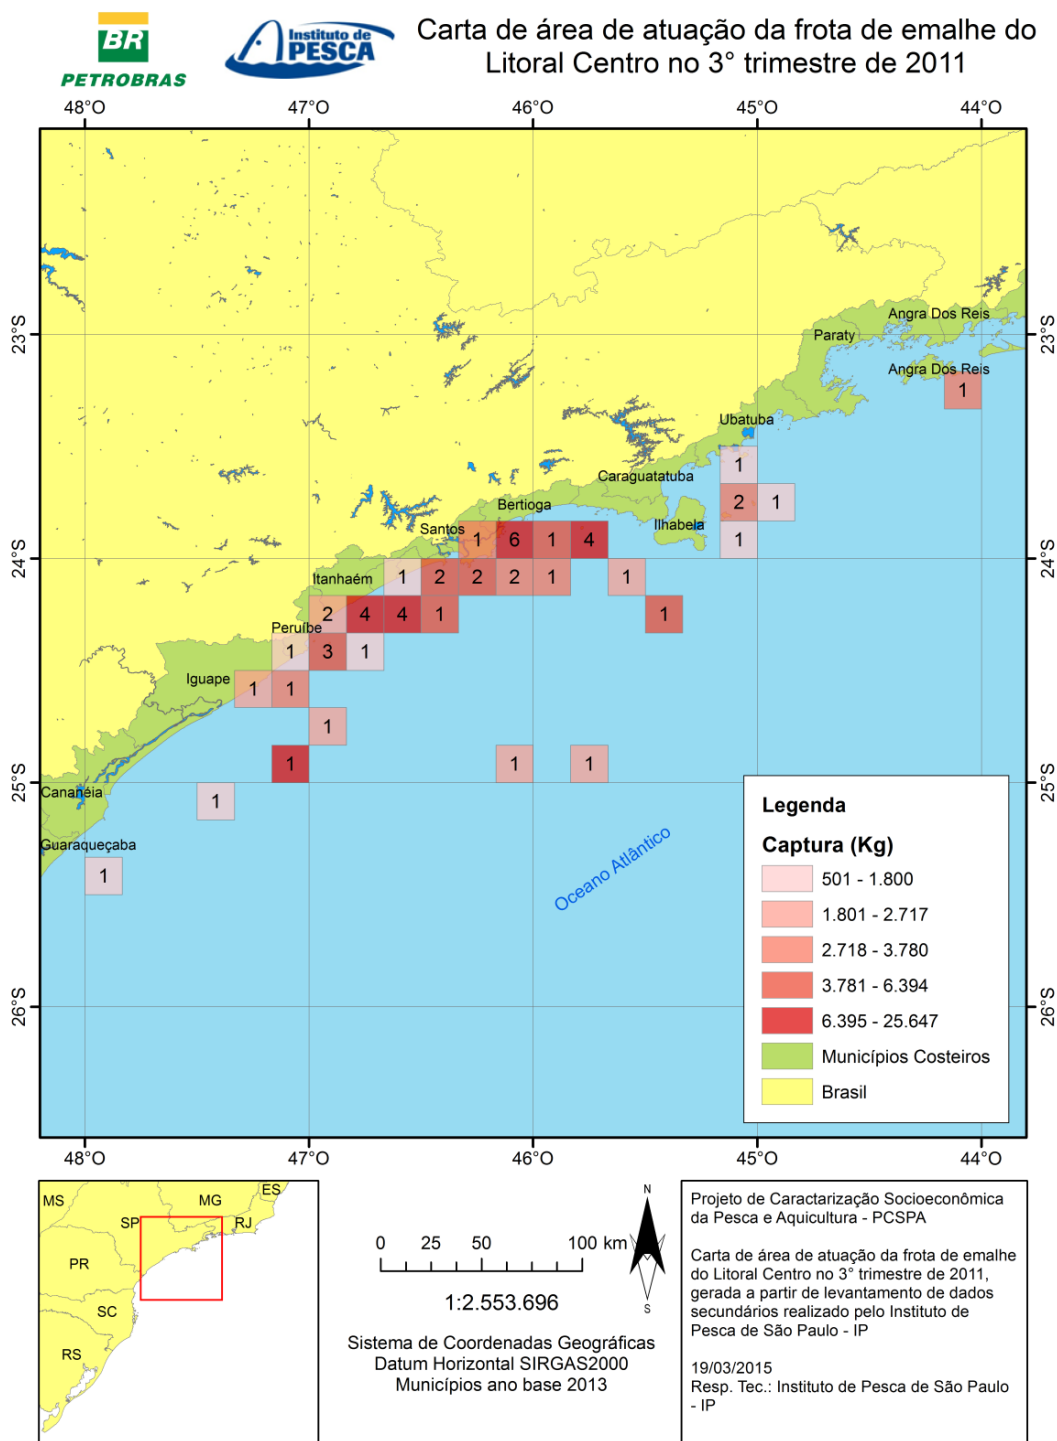 BR
PETROBRAS
Instituto de
PESCA
Carta de área de atuação da frota de emalhe do
Litoral Centro no 3° trimestre de 2011
48°O 47°O 46°O 45°O 44°O
23°S 23°S
24°S 24°S
25°S 25°S
26°S 26°S
Angra Dos Reis
Paraty
Angra Dos Reis
1
Ubatuba
1
Caraguatatuba
2 1
Bertioga
Ilhabela
Santos
1 6 1 4 1
Itanhaém
1 2 2 2 1 1
2 4 4 1 1
Peruíbe
1 3 1
Iguape
1 1
1
1 1 1
Cananéia
1
Guaraqueçaba
1
Oceano Atlântico
Legenda
Captura (Kg)
501 - 1.800
1.801 - 2.717
2.718 - 3.780
3.781 - 6.394
6.395 - 25.647
Municípios Costeiros
Brasil
48°O 47°O 46°O 45°O 44°O
MS
MG
ES
SP
RJ
PR
SC
RS
0 25 50 100 km
1:2.553.696
Sistema de Coordenadas Geográficas
Datum Horizontal SIRGAS2000
Municípios ano base 2013
N
S
Projeto de Caractarização Socioeconômica
da Pesca e Aquicultura - PCSPA
Carta de área de atuação da frota de emalhe
do Litoral Centro no 3° trimestre de 2011,
gerada a partir de levantamento de dados
secundários realizado pelo Instituto de
Pesca de São Paulo - IP
19/03/2015
Resp. Tec.: Instituto de Pesca de São Paulo
- IP